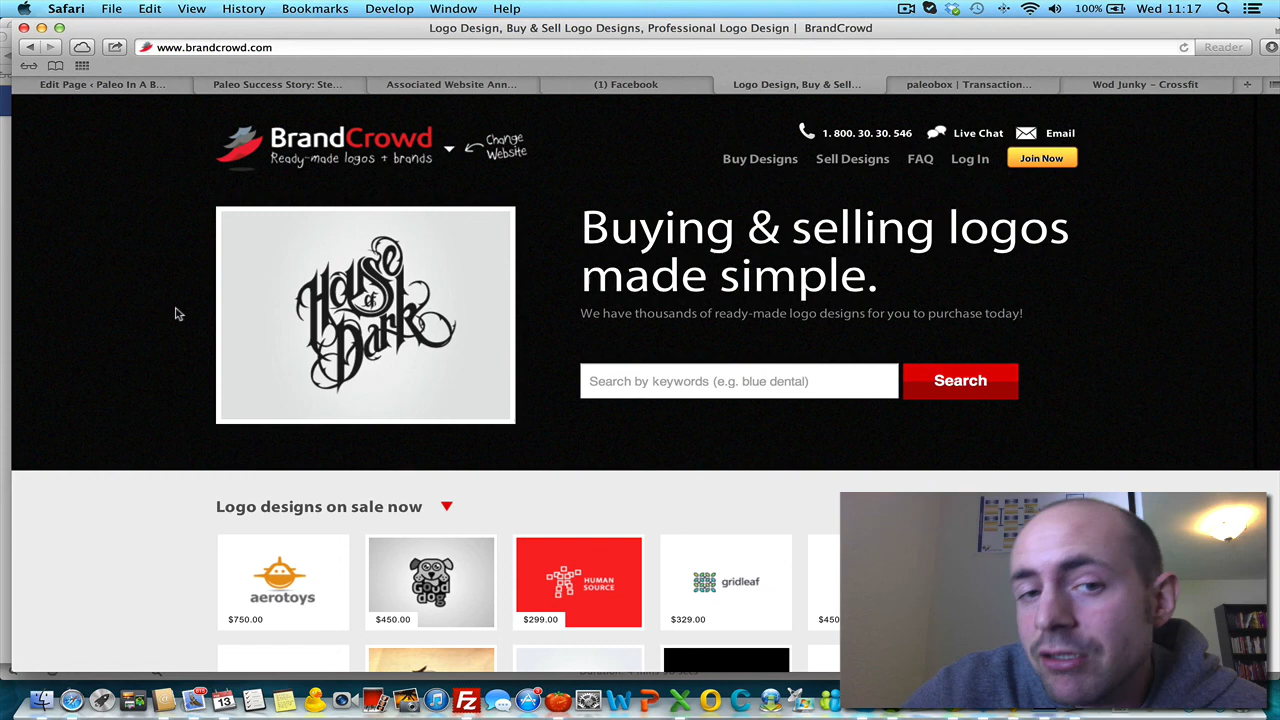 Safari File Edit View History Bookmarks Develop Window Help 100% Wed 11:17
Logo Design, Buy & Sell Logo Designs, Professional Logo Design | BrandCrowd
www.brandcrowd.com Reader
Edit Page ‹ Paleo In A B... Paleo Success Story: Ste... Associated Website Ann... (1) Facebook Logo Design, Buy & Sell... paleobox | Transaction... Wod Junky – Crossfit
BrandCrowd
Ready-made logos + brands
Change
Website
1. 800. 30. 30. 546 Live Chat Email
Buy Designs Sell Designs FAQ Log In Join Now
House
of
Dark
Buying & selling logos
made simple.
We have thousands of ready-made logo designs for you to purchase today!
Search by keywords (e.g. blue dental) Search
Logo designs on sale now
aerotoys
$750.00
GOOD
dog
$450.00
HUMAN
SOURCE
$299.00
gridleaf
$329.00
$450